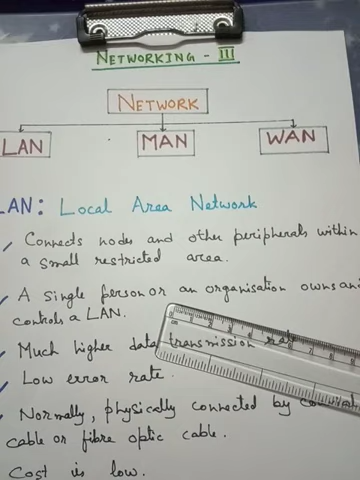 NETWORKING - III
NETWORK
LAN MAN WAN
LAN: Local Area Network
Connects nodes and other peripherals within
a small restricted area.
A single person or an organisation owns and
controls a LAN.
Much higher data transmission rate
Low error rate.
Normally, physically connected by
cable or fibre optic cable.
Cost is low.